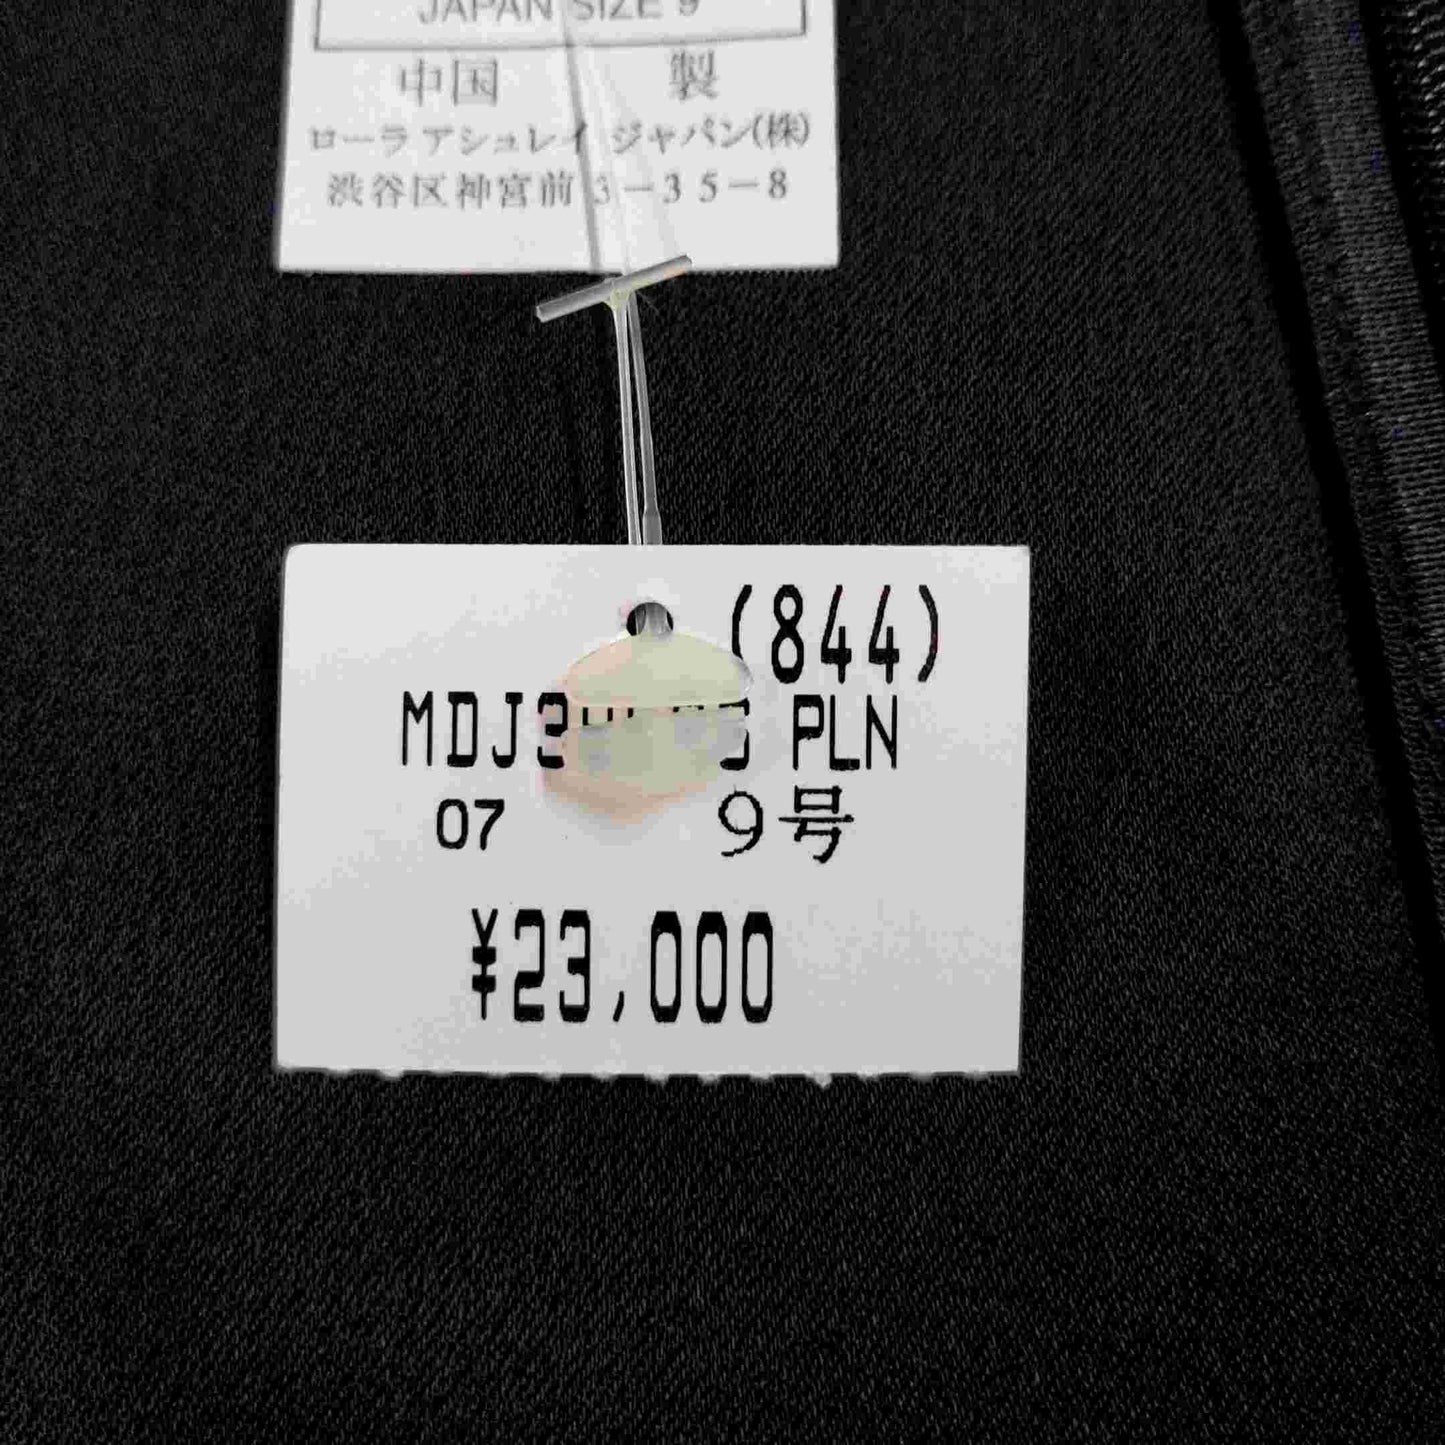 JAPAN SIZE 9
中国 製
ローラ アシュレイ ジャパン(株)
渋谷区神宮前 3-35-8
(844)
PLN
07 9号
¥23,000